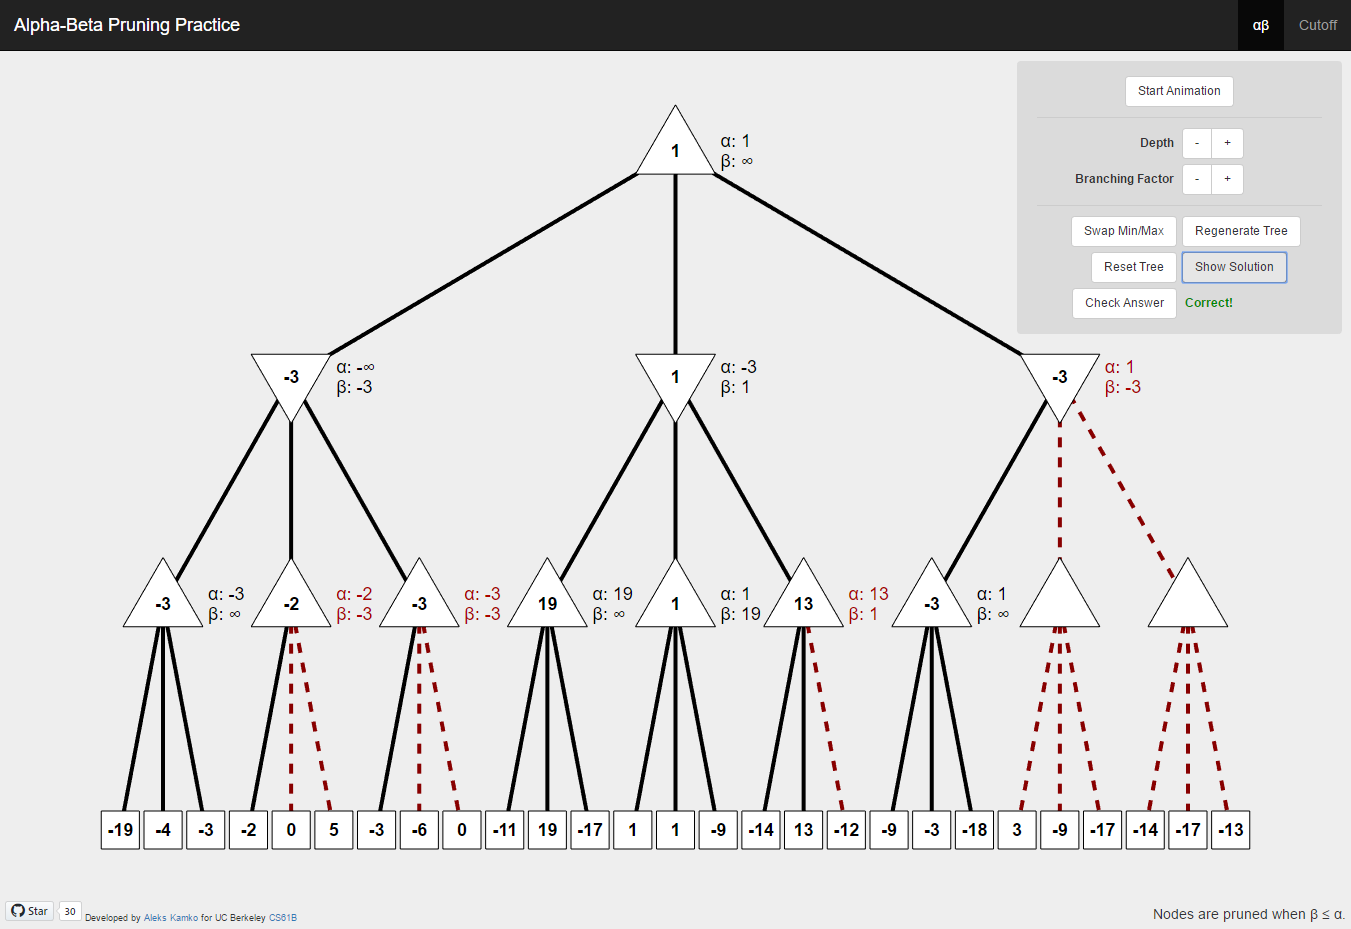 Alpha-Beta Pruning Practice
αβ
Cutoff
Start Animation
Depth - +
Branching Factor - +
Swap Min/Max Regenerate Tree
Reset Tree Show Solution
Check Answer Correct!
1
α: 1
β: ∞
-3
α: -∞
β: -3
1
α: -3
β: 1
-3
α: 1
β: -3
-3
α: -3
β: ∞
-2
α: -2
β: -3
-3
α: -3
β: -3
19
α: 19
β: ∞
1
α: 1
β: 19
13
α: 13
β: 1
-3
α: 1
β: ∞
-19 -4 -3 -2 0 5 -3 -6 0 -11 19 -17 1 1 -9 -14 13 -12 -9 -3 -18 3 -9 -17 -14 -17 -13
Star 30 Developed by Aleks Kamko for UC Berkeley CS61B
Nodes are pruned when β ≤ α.